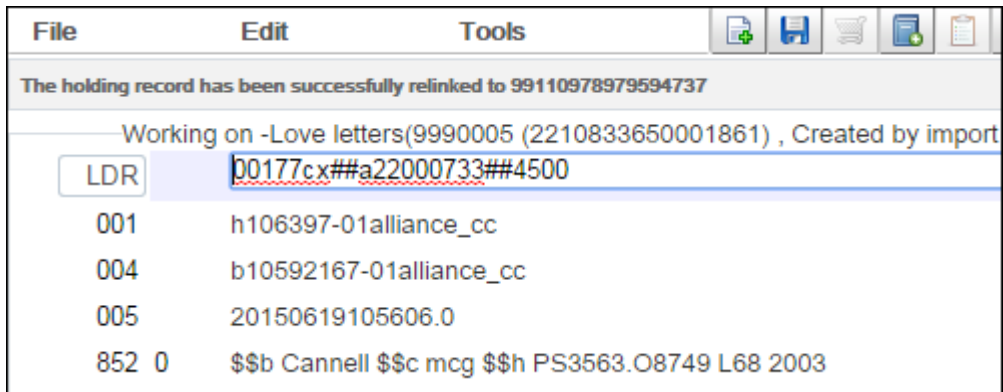 File Edit Tools
The holding record has been successfully relinked to 99110978979594737
Working on -Love letters(9990005 (2210833650001861) , Created by import
LDR 00177cx##a22000733##4500
001 h106397-01alliance_cc
004 b10592167-01alliance_cc
005 20150619105606.0
852 0 $$b Cannell $$c mcg $$h PS3563.O8749 L68 2003